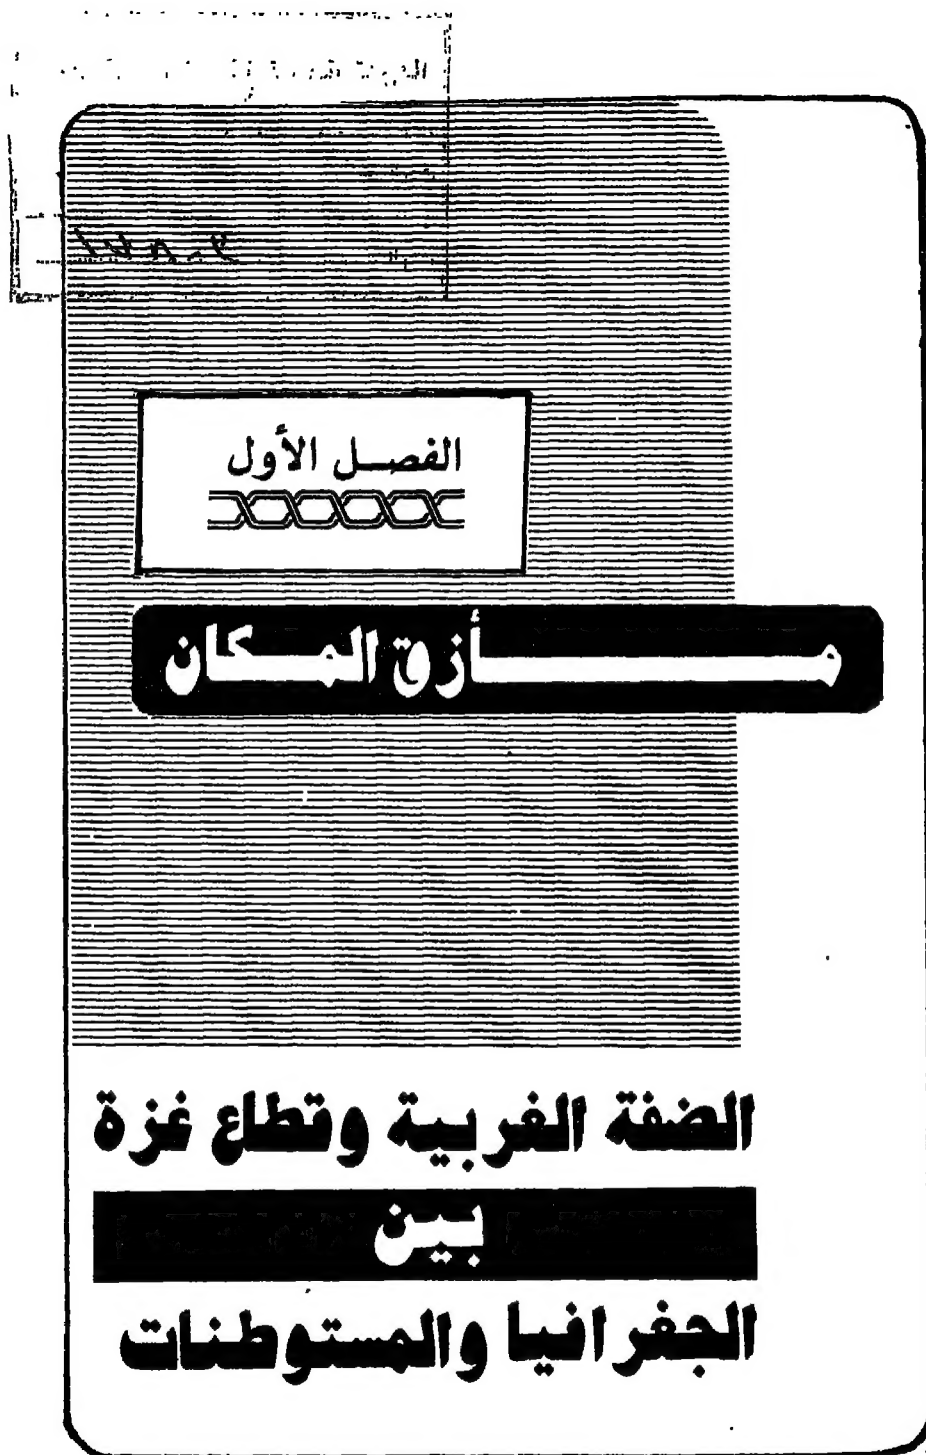 الفصل الأول
مأزق المكان
الضفة الغربية وقطاع غزة
بين
الجغرافيا والمستوطنات